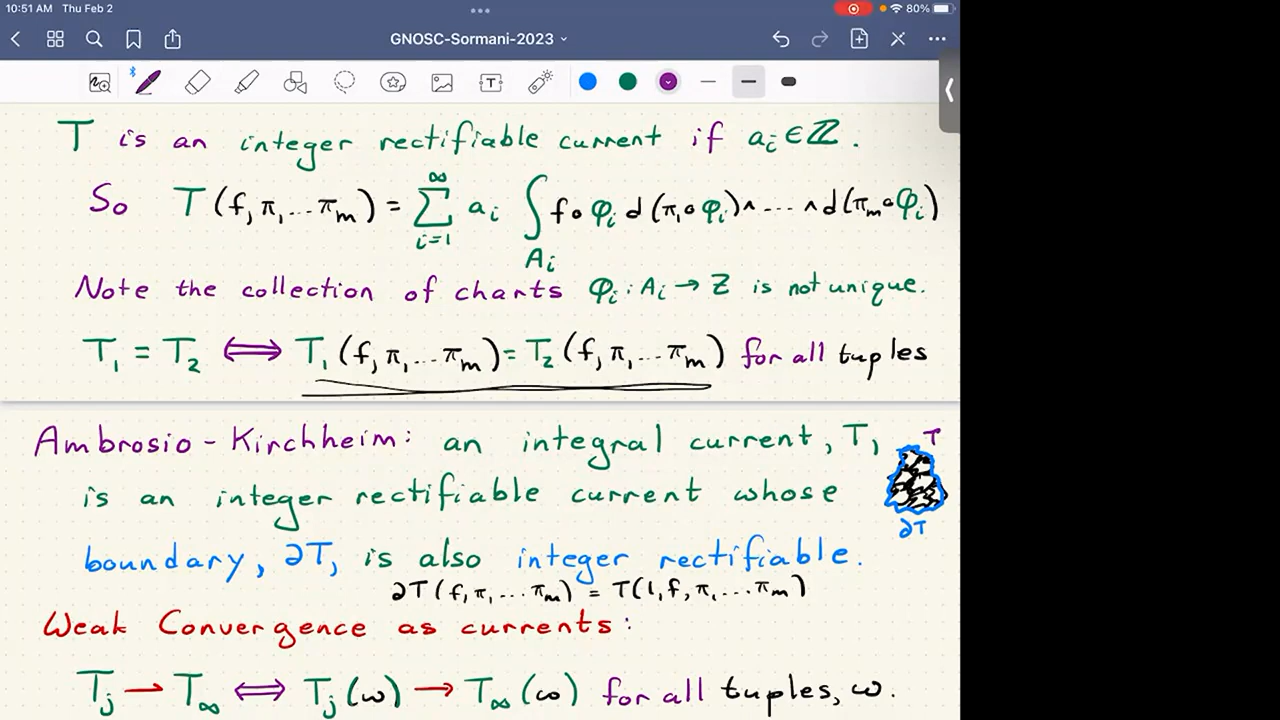 10:51 AM Thu Feb 2
80%
GNOSC-Sormani-2023
T is an integer rectifiable current if aᵢ ∈ ℤ.
So T(f, π₁ ... πₘ) = ∑_{i=1}^{∞} aᵢ ∫_{Aᵢ} f∘φᵢ d(π₁∘φᵢ)∧ .... ∧d(πₘ∘φᵢ)
Note the collection of charts φᵢ: Aᵢ → Z is not unique.
T₁ = T₂ ⟺ T₁(f, π₁ ... πₘ) = T₂(f, π₁ ... πₘ) for all tuples
Ambrosio-Kirchheim: an integral current, T,
T
is an integer rectifiable current whose
∂T
boundary, ∂T, is also integer rectifiable.
∂T(f, π₁ ... πₘ) = T(1, f, π₁ ... πₘ)
Weak Convergence as currents:
Tⱼ → T∞ ⟺ Tⱼ(ω) → T∞(ω) for all tuples, ω.